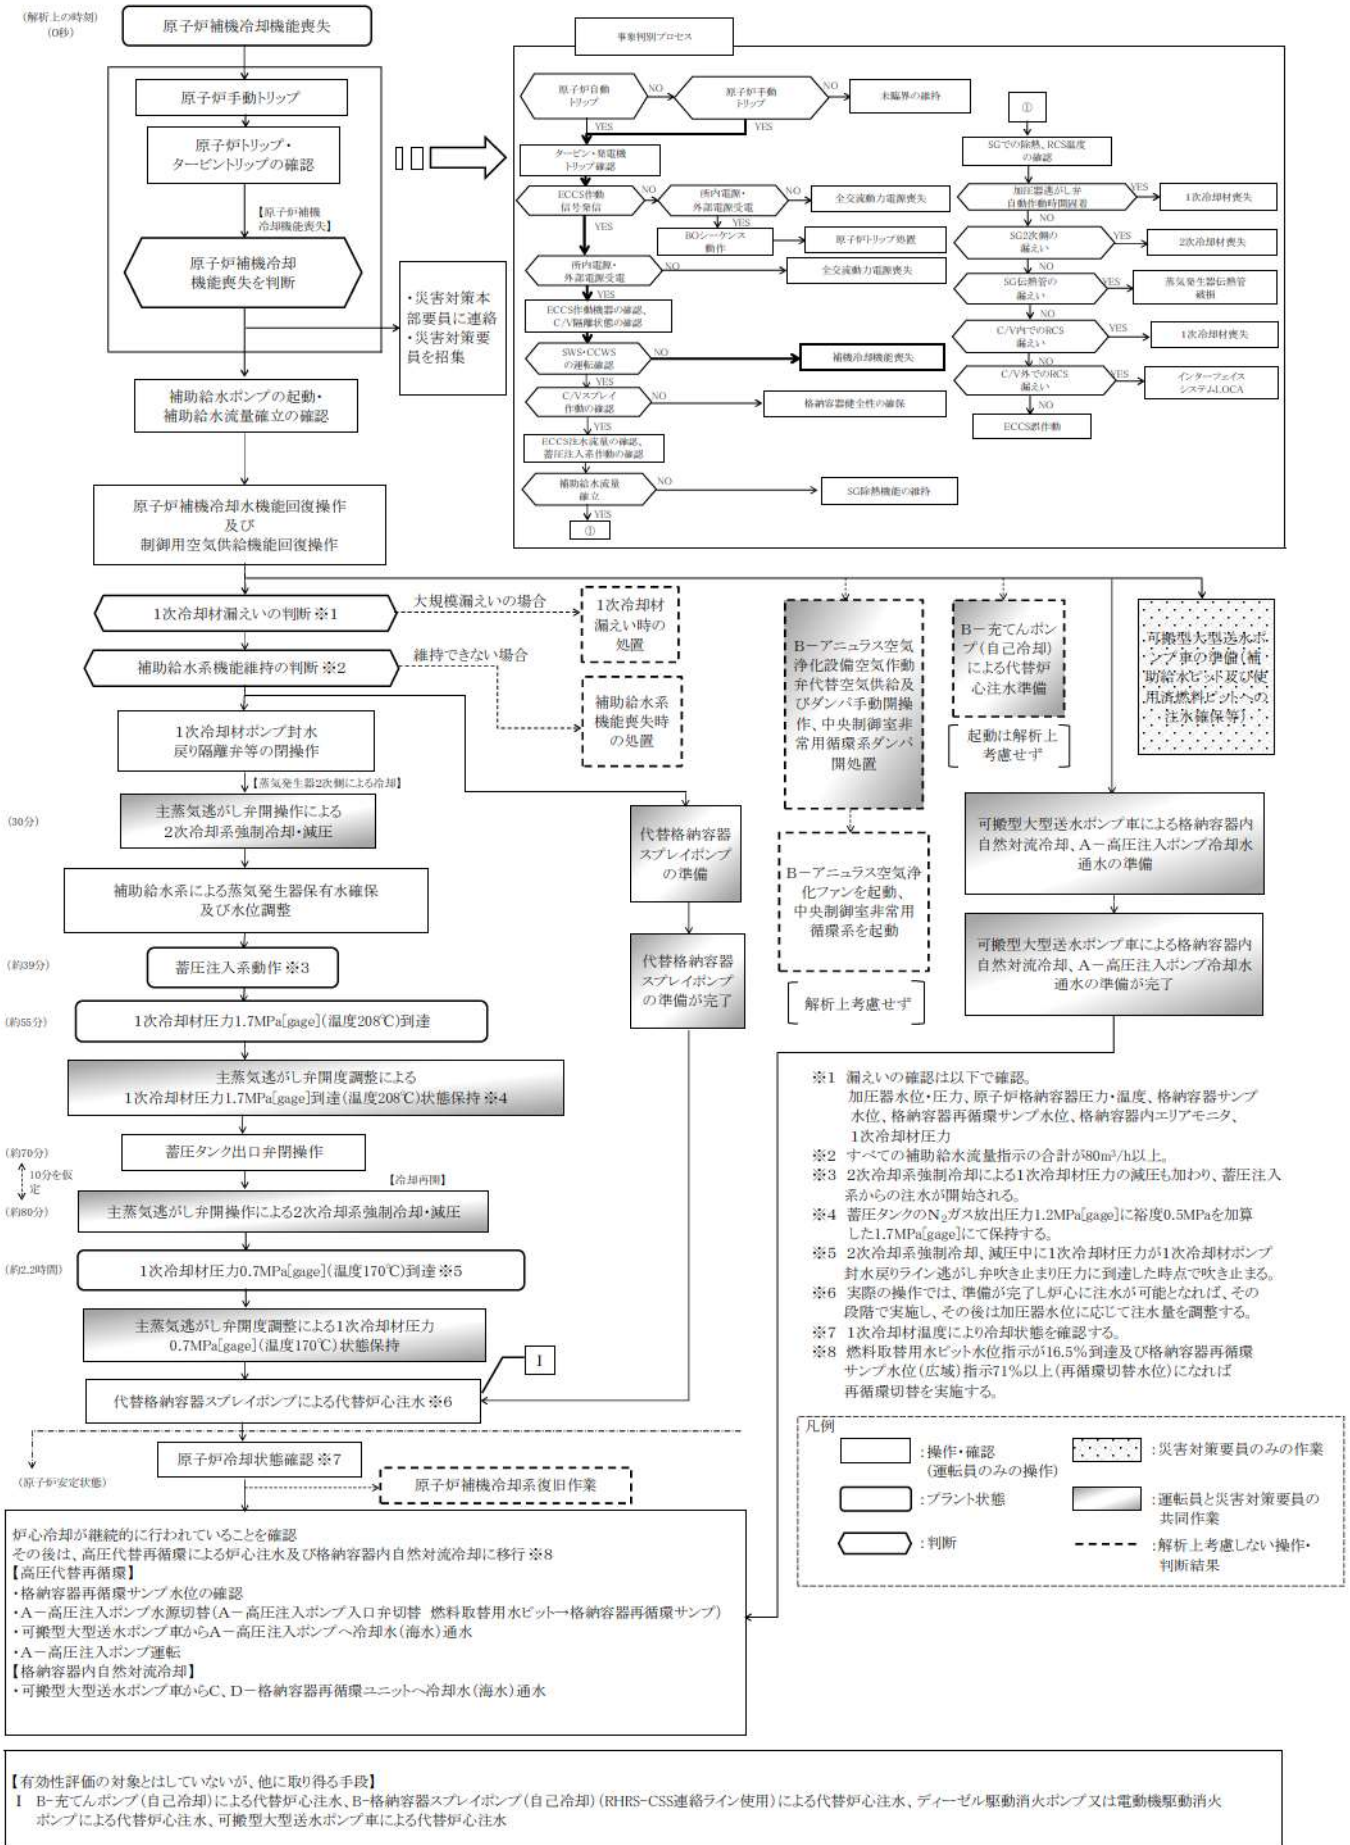 (解析上の時刻)
(0秒)
原子炉補機冷却機能喪失
原子炉手動トリップ
原子炉トリップ・
タービントリップの確認
【原子炉補機
冷却機能喪失】
原子炉補機冷却
機能喪失を判断
・災害対策本
部要員に連絡
・災害対策要
員を招集
補助給水ポンプの起動・
補助給水流量確立の確認
原子炉補機冷却水機能回復操作
及び
制御用空気供給機能回復操作
事象判別プロセス
原子炉自動
トリップ
NO
原子炉手動
トリップ
NO
未臨界の維持
YES
YES
タービン・発電機
トリップ確認
ECCS作動
信号発信
NO
所内電源・
外部電源受電
NO
全交流動力電源喪失
YES
YES
BOシーケンス
動作
原子炉トリップ処置
所内電源・
外部電源受電
NO
全交流動力電源喪失
YES
ECCS作動機器の確認、
C/V隔離状態の確認
SWS・CCWS
の運転確認
NO
補機冷却機能喪失
YES
C/Vスプレイ
作動の確認
NO
格納容器健全性の確保
YES
ECCS注水流量の確認、
蓄圧注入系作動の確認
補助給水流量
確立
NO
SG除熱機能の維持
YES
①
①
SGでの除熱、RCS温度
の確認
加圧器逃がし弁
自動作動時開固着
YES
1次冷却材喪失
NO
SG2次側の
漏えい
YES
2次冷却材喪失
NO
SG伝熱管の
漏えい
YES
蒸気発生器伝熱管
破損
NO
C/V内でのRCS
漏えい
YES
1次冷却材喪失
NO
C/V外でのRCS
漏えい
YES
インターフェイス
システムLOCA
NO
ECCS誤作動
1次冷却材漏えいの判断※1
大規模漏えいの場合
1次冷却材
漏えい時の
処置
補助給水系機能維持の判断※2
維持できない場合
補助給水系
機能喪失時
の処置
1次冷却材ポンプ封水
戻り隔離弁等の閉操作
【蒸気発生器2次側による冷却】
(30分)
主蒸気逃がし弁開操作による
2次冷却系強制冷却・減圧
補助給水系による蒸気発生器保有水確保
及び水位調整
(約39分)
蓄圧注入系動作※3
(約55分)
1次冷却材圧力1.7MPa[gage](温度208℃)到達
主蒸気逃がし弁開度調整による
1次冷却材圧力1.7MPa[gage]到達(温度208℃)状態保持※4
(約70分)
蓄圧タンク出口弁閉操作
10分を仮
定
【冷却再開】
(約80分)
主蒸気逃がし弁開操作による2次冷却系強制冷却・減圧
(約2.2時間)
1次冷却材圧力0.7MPa[gage](温度170℃)到達※5
主蒸気逃がし弁開度調整による1次冷却材圧力
0.7MPa[gage](温度170℃)状態保持
I
代替格納容器スプレイポンプによる代替炉心注水※6
原子炉冷却状態確認※7
(原子炉安定状態)
原子炉補機冷却系復旧作業
代替格納容器
スプレイポンプ
の準備
代替格納容器
スプレイポンプ
の準備が完了
B-アニュラス空気
浄化設備空気作動
弁代替空気供給及
びダンパ手動開操
作、中央制御室非
常用循環系ダンパ
開処置
B-アニュラス空気浄
化ファンを起動、
中央制御室非常用
循環系を起動
解析上考慮せず
B-充てんポン
プ(自己冷却)
による代替炉
心注水準備
起動は解析上
考慮せず
可搬型大型送水ポ
ンプ車の準備(補
助給水ピット及び使
用済燃料ピットへの
注水確保等)
可搬型大型送水ポンプ車による格納容器内
自然対流冷却、A-高圧注入ポンプ冷却水
通水の準備
可搬型大型送水ポンプ車による格納容器内
自然対流冷却、A-高圧注入ポンプ冷却水
通水の準備が完了
※1 漏えいの確認は以下で確認。
加圧器水位・圧力、原子炉格納容器圧力・温度、格納容器サンプ
水位、格納容器再循環サンプ水位、格納容器内エリアモニタ、
1次冷却材圧力
※2 すべての補助給水流量指示の合計が80m³/h以上。
※3 2次冷却系強制冷却による1次冷却材圧力の減圧も加わり、蓄圧注入
系からの注水が開始される。
※4 蓄圧タンクのN₂ガス放出圧力1.2MPa[gage]に裕度0.5MPaを加算
した1.7MPa[gage]にて保持する。
※5 2次冷却系強制冷却、減圧中に1次冷却材圧力が1次冷却材ポンプ
封水戻りライン逃がし弁吹き止まり圧力に到達した時点で吹き止まる。
※6 実際の操作では、準備が完了し炉心に注水が可能となれば、その
段階で実施し、その後は加圧器水位に応じて注水量を調整する。
※7 1次冷却材温度により冷却状態を確認する。
※8 燃料取替用水ピット水位指示が16.5%到達及び格納容器再循環
サンプ水位(広域)指示71%以上(再循環切替水位)になれば
再循環切替を実施する。
凡例
:操作・確認
(運転員のみの操作)
:災害対策要員のみの作業
:プラント状態
:運転員と災害対策要員の
共同作業
:判断
:解析上考慮しない操作・
判断結果
炉心冷却が継続的に行われていることを確認
その後は、高圧代替再循環による炉心注水及び格納容器内自然対流冷却に移行※8
【高圧代替再循環】
・格納容器再循環サンプ水位の確認
・A-高圧注入ポンプ水源切替(A-高圧注入ポンプ入口弁切替 燃料取替用水ピット→格納容器再循環サンプ)
・可搬型大型送水ポンプ車からA-高圧注入ポンプへ冷却水(海水)通水
・A-高圧注入ポンプ運転
【格納容器内自然対流冷却】
・可搬型大型送水ポンプ車からC、D-格納容器再循環ユニットへ冷却水(海水)通水
【有効性評価の対象とはしていないが、他に取り得る手段】
I B-充てんポンプ(自己冷却)による代替炉心注水、B-格納容器スプレイポンプ(自己冷却)(RHRS-CSS連絡ライン使用)による代替炉心注水、ディーゼル駆動消火ポンプ又は電動機駆動消火
ポンプによる代替炉心注水、可搬型大型送水ポンプ車による代替炉心注水